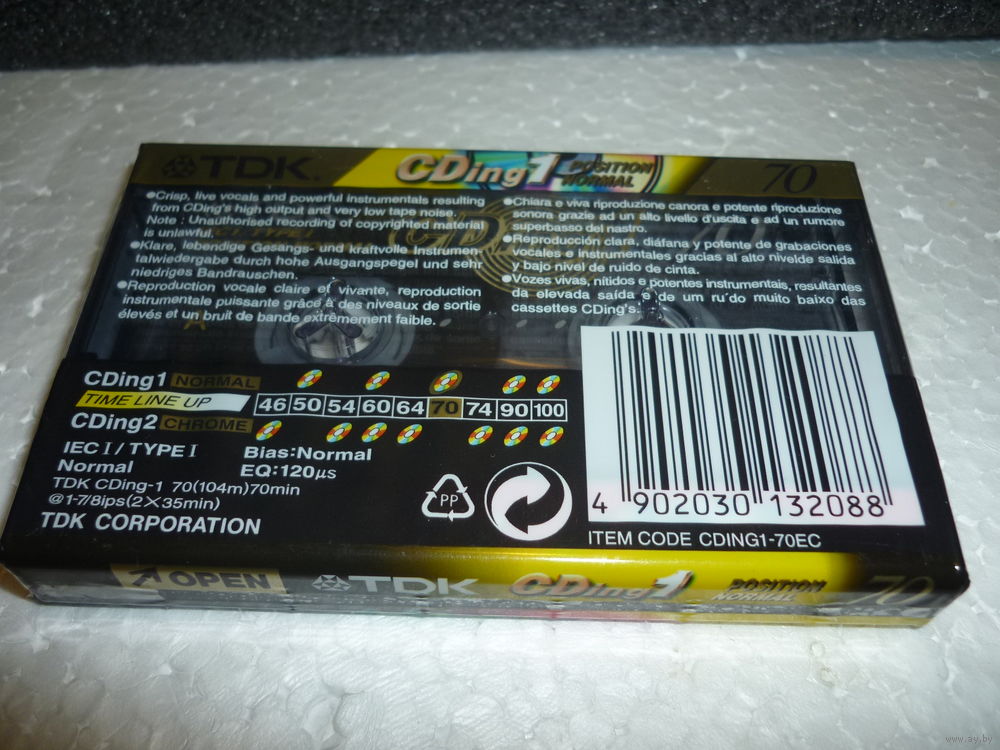 TDK. CDing1 POSITION NORMAL 70
●Crisp, live vocals and powerful instrumentals resulting
from CDing's high output and very low tape noise.
Note : Unauthorised recording of copyrighted material
is unlawful.
●Klare, lebendige Gesangs- und kraftvolle Instrumen-
talwiedergabe durch hohe Ausgangspegel und sehr
niedriges Bandrauschen.
●Reproduction vocale claire et vivante, reproduction
instrumentale puissante grâce à des niveaux de sortie
élevés et un bruit de bande extrêmement faible.
●Chiara e viva riproduzione canora e potente riproduzione
sonora grazie ad un alto livello d'uscita e ad un rumore
superbasso del nastro.
●Reproducción clara, diáfana y potente de grabaciones
vocales e instrumentales gracias al alto nivelde salida
y bajo nivel de ruido de cinta.
●Vozes vivas, nítidos e potentes instrumentais, resultantes
da elevada saída e de um ru´do muito baixo das
cassettes CDing's.
A
CDing1 NORMAL
TIME LINE UP 46 50 54 60 64 70 74 90 100
CDing2 CHROME
IEC I / TYPE I Bias:Normal
Normal EQ:120μs
TDK CDing-1 70(104m)70min
@1-7/8ips(2×35min)
TDK CORPORATION
PP
4 902030 132088
ITEM CODE CDING1-70EC
OPEN TDK CDing1 POSITION NORMAL 70
www.ay.by